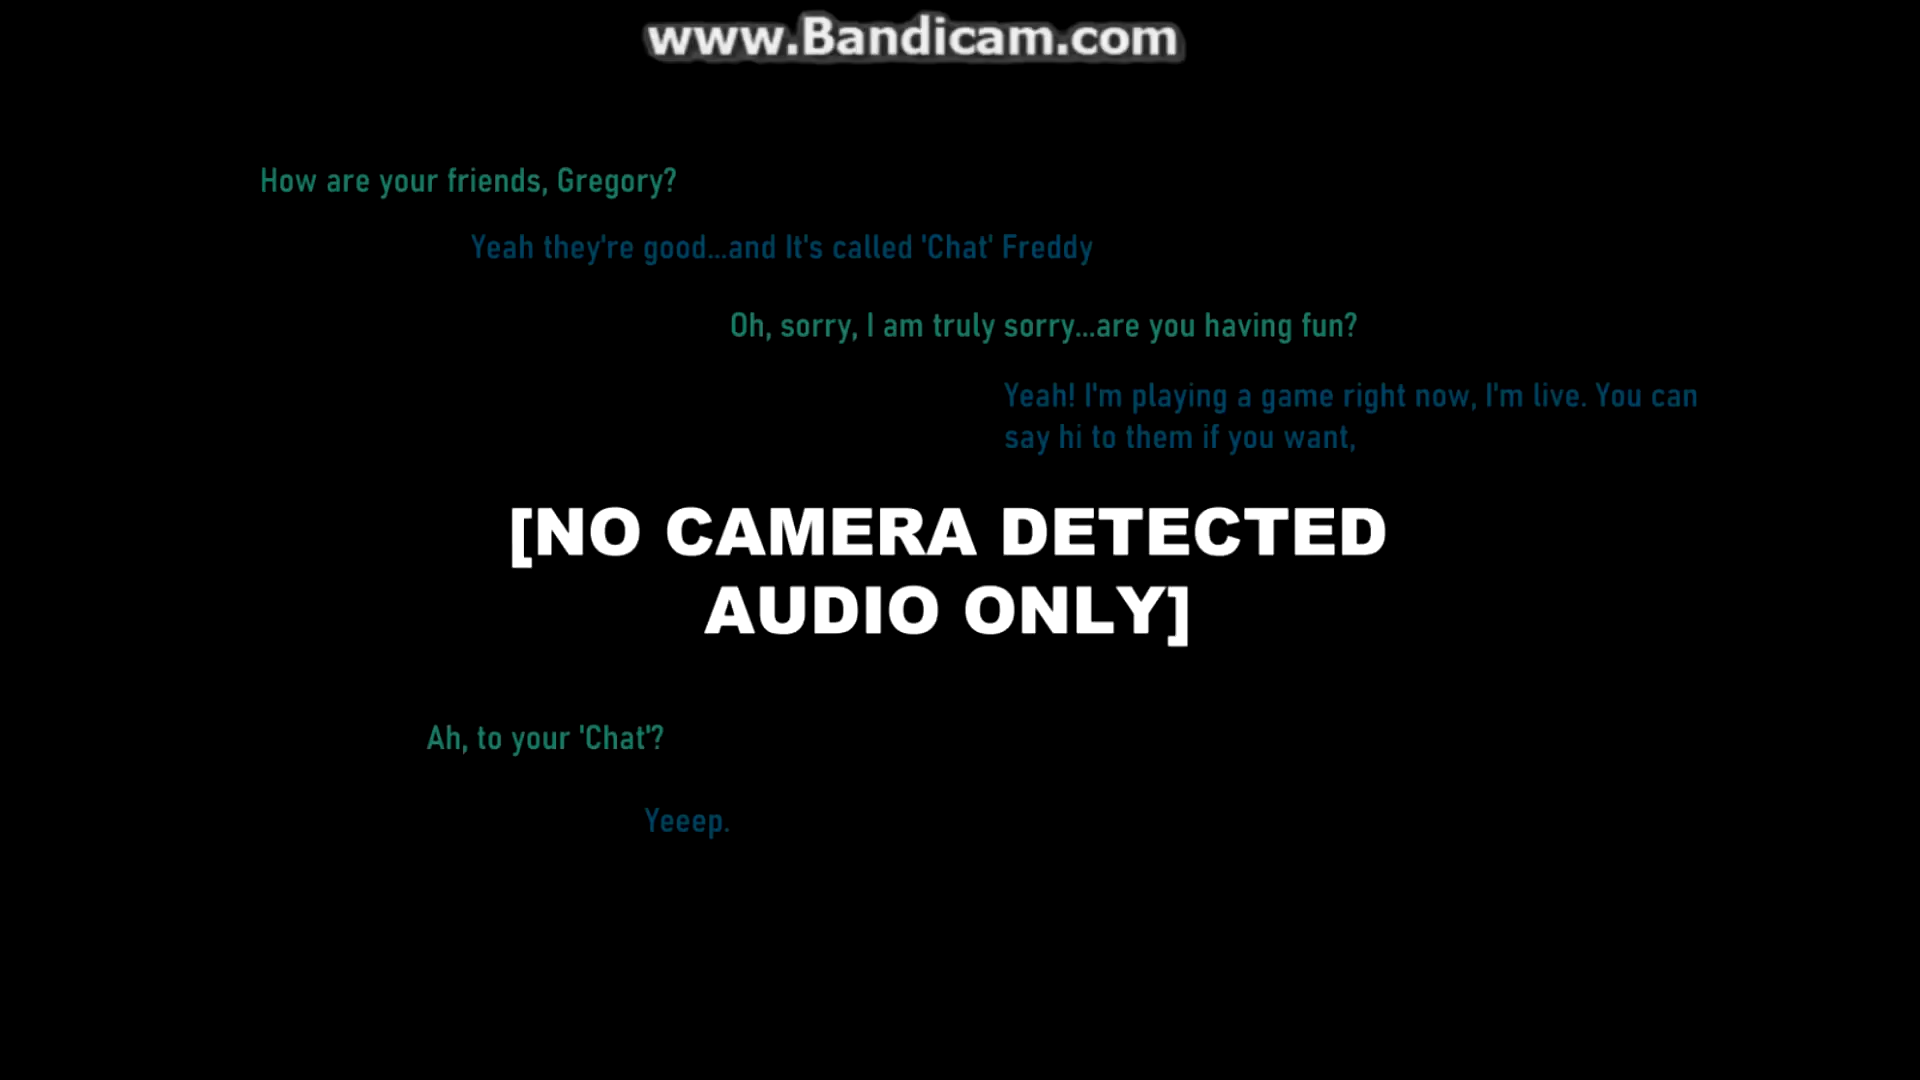 www.Bandicam.com
How are your friends, Gregory?
Yeah they're good...and It's called 'Chat' Freddy
Oh, sorry, I am truly sorry...are you having fun?
Yeah! I'm playing a game right now, I'm live. You can
say hi to them if you want,
[NO CAMERA DETECTED
AUDIO ONLY]
Ah, to your 'Chat'?
Yeeep.